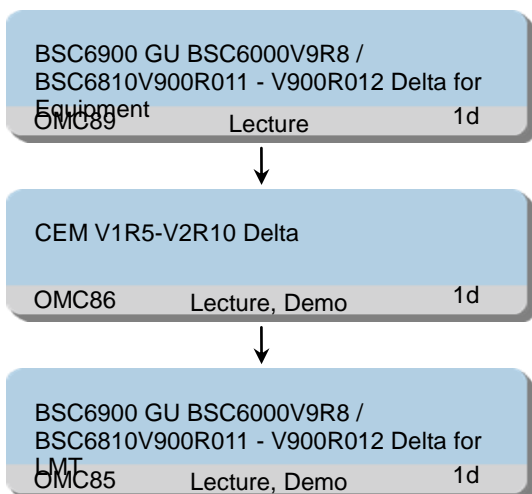 BSC6900 GU BSC6000V9R8 /
BSC6810V900R011 - V900R012 Delta for
Equipment
OMC89 Lecture 1d
CEM V1R5-V2R10 Delta
OMC86 Lecture, Demo 1d
BSC6900 GU BSC6000V9R8 /
BSC6810V900R011 - V900R012 Delta for
LMT
OMC85 Lecture, Demo 1d